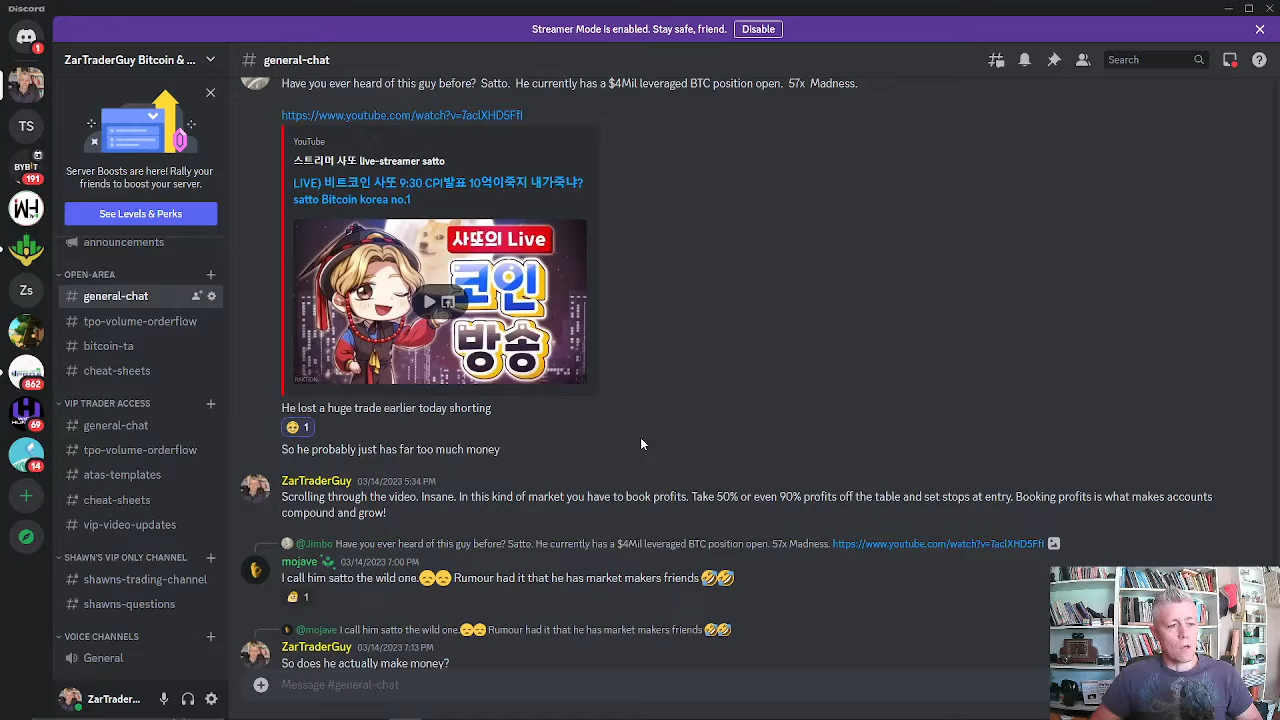 Discord
Streamer Mode is enabled. Stay safe, friend.
Disable
ZarTraderGuy Bitcoin & ...
general-chat
Search
1
TS
BYBIT
191
Zs
862
69
14
Server Boosts are here! Rally your
friends to boost your server.
See Levels & Perks
announcements
OPEN-AREA
general-chat
tpo-volume-orderflow
bitcoin-ta
cheat-sheets
VIP TRADER ACCESS
general-chat
tpo-volume-orderflow
atas-templates
cheat-sheets
vip-video-updates
SHAWN'S VIP ONLY CHANNEL
shawns-trading-channel
shawns-questions
VOICE CHANNELS
General
ZarTrader...
Have you ever heard of this guy before? Satto. He currently has a $4Mil leveraged BTC position open. 57x Madness.
https://www.youtube.com/watch?v=7aclXHD5FfI
YouTube
스트리머 사또 live-streamer satto
LIVE) 비트코인 사또 9:30 CPI발표 10억이죽지 내가죽냐?
satto Bitcoin korea no.1
사또의 Live
코인
방송
RAXTION
He lost a huge trade earlier today shorting
🥺 1
So he probably just has far too much money
ZarTraderGuy 03/14/2023 5:34 PM
Scrolling through the video. Insane. In this kind of market you have to book profits. Take 50% or even 90% profits off the table and set stops at entry. Booking profits is what makes accounts
compound and grow!
@Jimbo Have you ever heard of this guy before? Satto. He currently has a $4Mil leveraged BTC position open. 57x Madness. https://www.youtube.com/watch?v=7aclXHD5FfI
mojave 03/14/2023 7:00 PM
I call him satto the wild one.😞😞 Rumour had it that he has market makers friends 🤣🤣
1
@mojave I call him satto the wild one.😞😞 Rumour had it that he has market makers friends 🤣🤣
ZarTraderGuy 03/14/2023 7:13 PM
So does he actually make money?
Message #general-chat